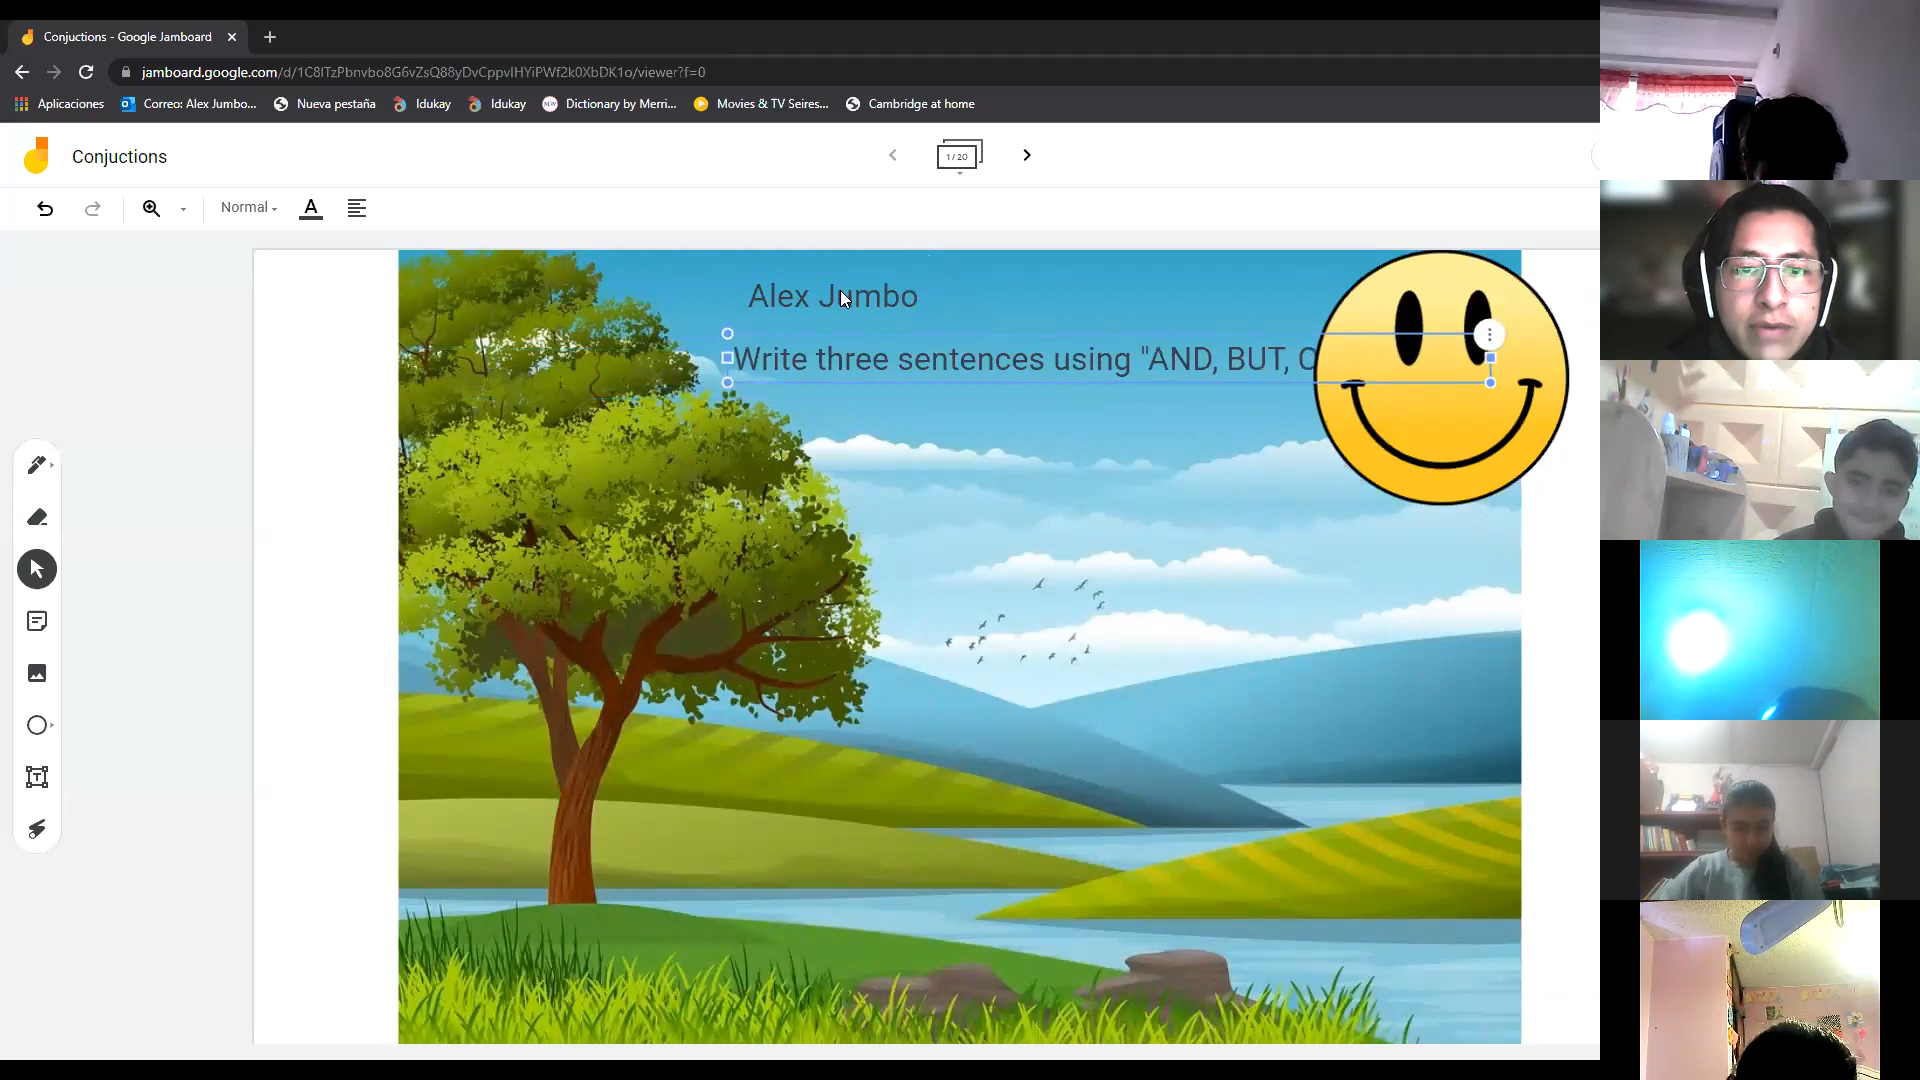 Conjuctions - Google Jamboard
jamboard.google.com/d/1C8lTzPbnvbo8G6vZsQ88yDvCppvIHYiPWf2k0XbDK1o/viewer?f=0
Aplicaciones
Correo: Alex Jumbo...
Nueva pestaña
Idukay
Idukay
Dictionary by Merri...
Movies & TV Seires...
Cambridge at home
Conjuctions
1 / 20
Normal
Alex Jumbo
Write three sentences using "AND, BUT,